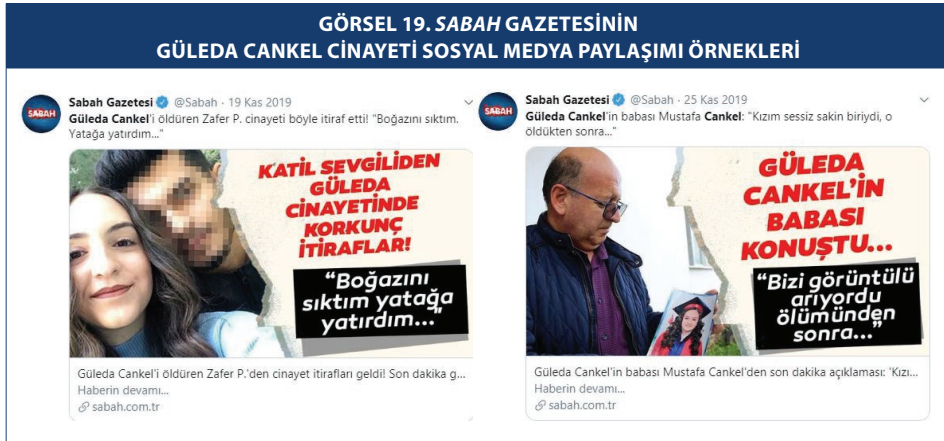 GÖRSEL 19. SABAH GAZETESİNİN
GÜLEDA CANKEL CİNAYETİ SOSYAL MEDYA PAYLAŞIMI ÖRNEKLERİ
SABAH
Sabah Gazetesi @Sabah · 19 Kas 2019
Güleda Cankel'i öldüren Zafer P. cinayeti böyle itiraf etti! "Boğazını sıktım.
Yatağa yatırdım..."
KATİL SEVGİLİDEN
GÜLEDA
CİNAYETİNDE
KORKUNÇ
İTİRAFLAR!
"Boğazını
sıktım yatağa
yatırdım..."
Güleda Cankel'i öldüren Zafer P.'den cinayet itirafları geldi! Son dakika g...
Haberin devamı...
sabah.com.tr
SABAH
Sabah Gazetesi @Sabah · 25 Kas 2019
Güleda Cankel'in babası Mustafa Cankel: "Kızım sessiz sakin biriydi, o
öldükten sonra..."
GÜLEDA
CANKEL'İN
BABASI
KONUŞTU...
"Bizi görüntülü
arıyordu
ölümünden
sonra..."
Güleda Cankel'in babası Mustafa Cankel'den son dakika açıklaması: 'Kızı...
Haberin devamı...
sabah.com.tr